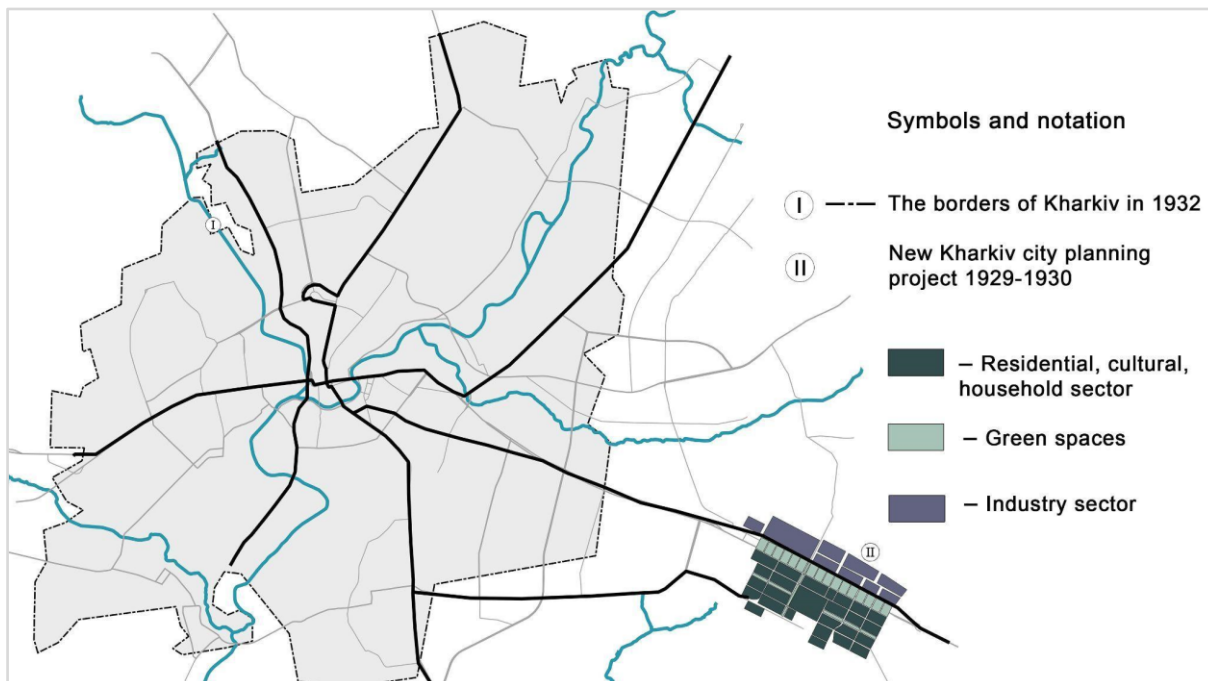 Symbols and notation
I The borders of Kharkiv in 1932
II New Kharkiv city planning
project 1929-1930
– Residential, cultural,
household sector
– Green spaces
– Industry sector
I
II